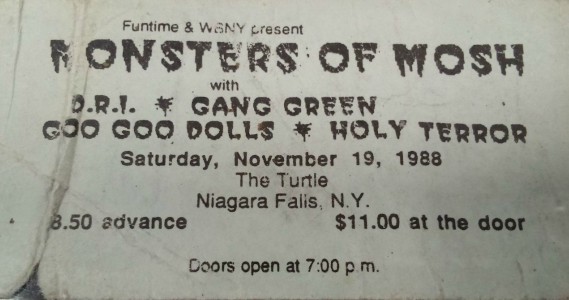 Funtime & WBNY present
MONSTERS OF MOSH
with
D.R.I. * GANG GREEN
GOO GOO DOLLS * HOLY TERROR
Saturday, November 19, 1988
The Turtle
Niagara Falls, N.Y.
8.50 advance $11.00 at the door
Doors open at 7:00 p.m.